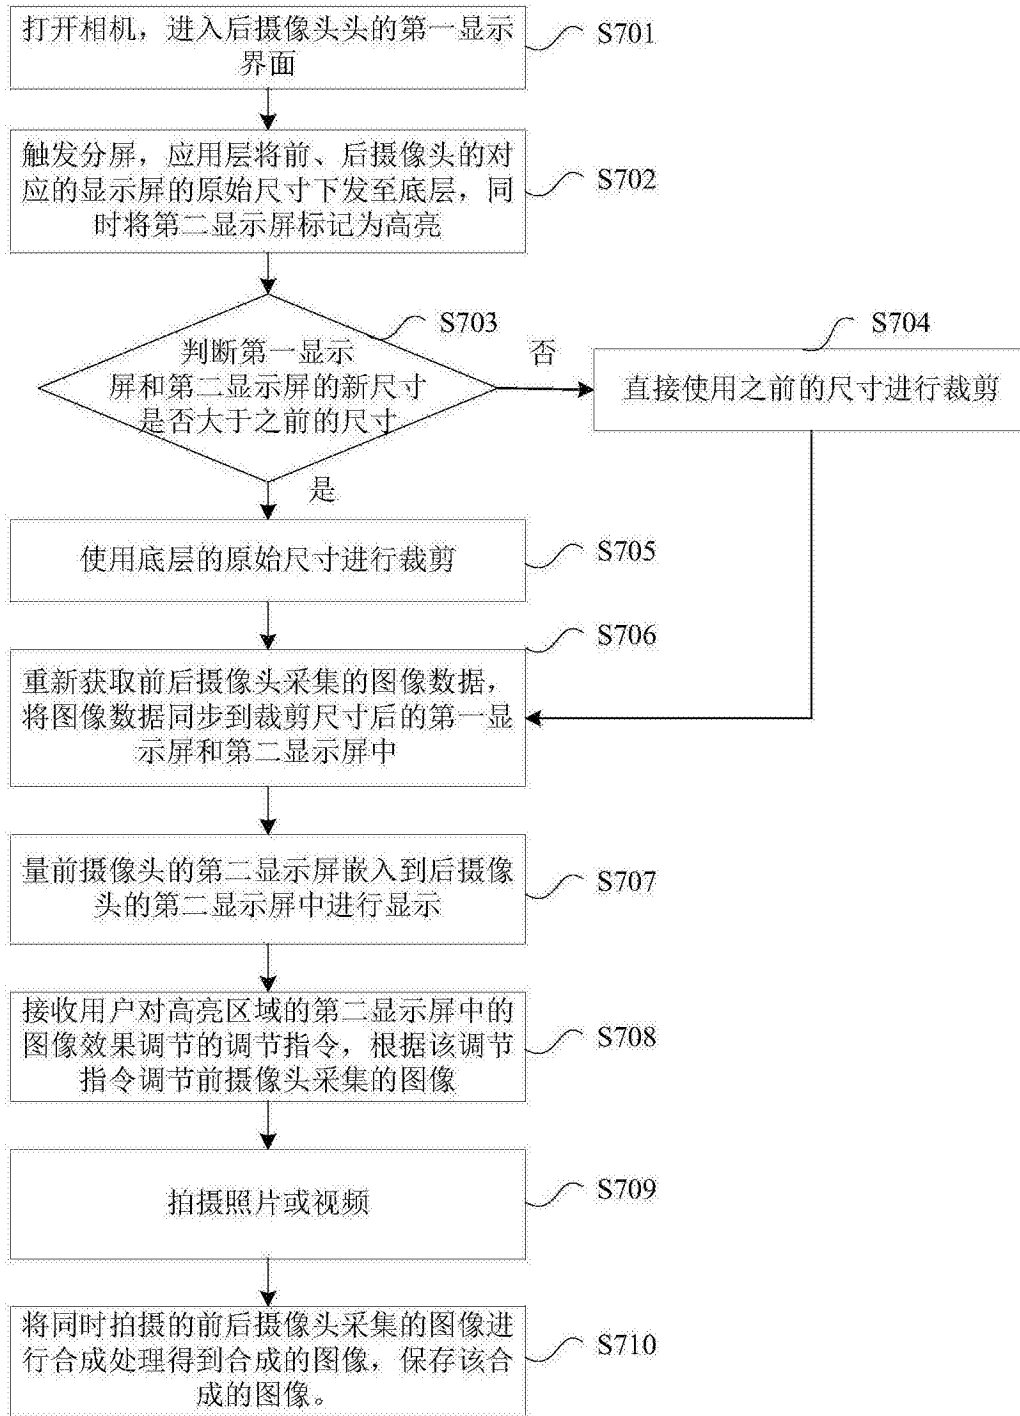 打开相机，进入后摄像头头的第一显示
界面
S701
触发分屏，应用层将前、后摄像头的对
应的显示屏的原始尺寸下发至底层，同
时将第二显示屏标记为高亮
S702
判断第一显示
屏和第二显示屏的新尺寸
是否大于之前的尺寸
S703
否
S704
直接使用之前的尺寸进行裁剪
是
使用底层的原始尺寸进行裁剪
S705
S706
重新获取前后摄像头采集的图像数据，
将图像数据同步到裁剪尺寸后的第一显
示屏和第二显示屏中
量前摄像头的第二显示屏嵌入到后摄像
头的第二显示屏中进行显示
S707
接收用户对高亮区域的第二显示屏中的
图像效果调节的调节指令，根据该调节
指令调节前摄像头采集的图像
S708
拍摄照片或视频
S709
将同时拍摄的前后摄像头采集的图像进
行合成处理得到合成的图像，保存该合
成的图像。
S710